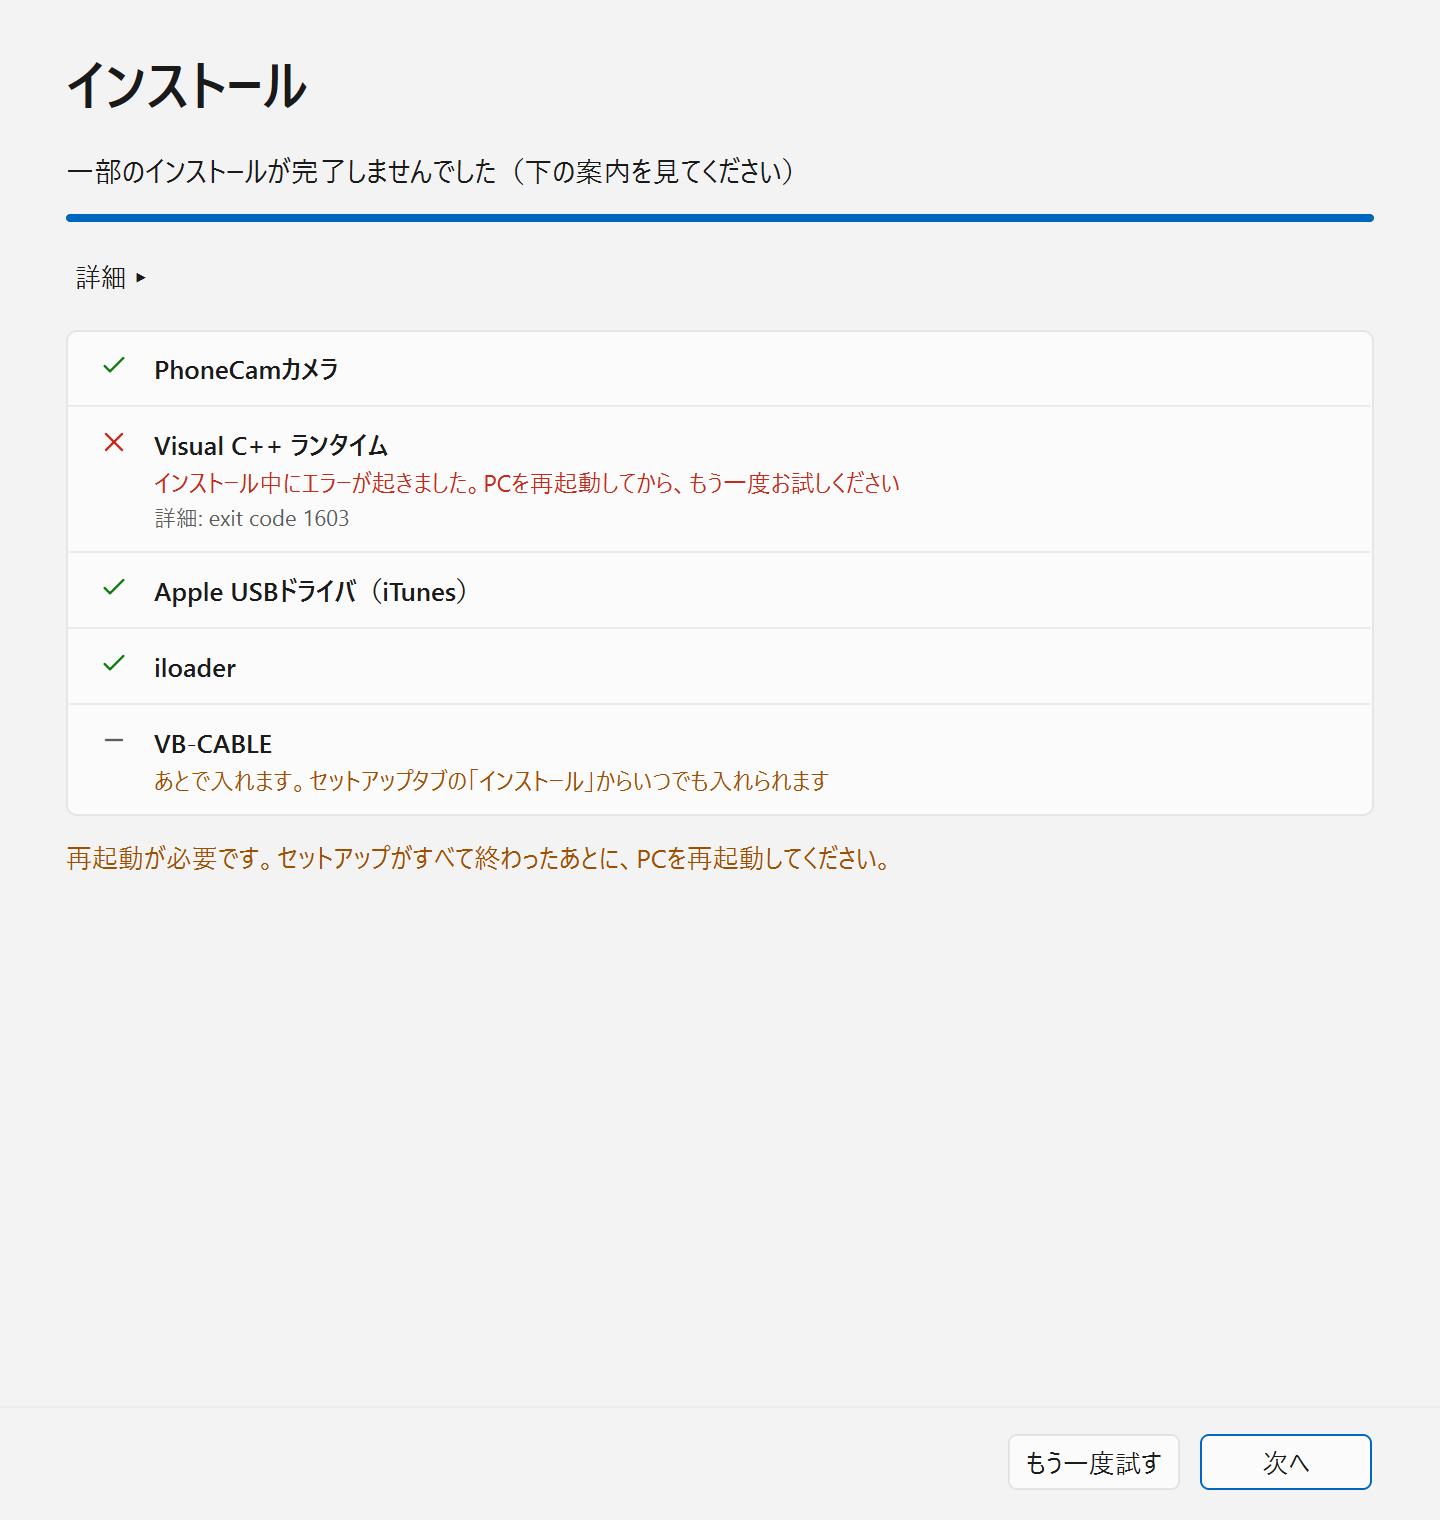 インストール
一部のインストールが完了しませんでした（下の案内を見てください）
詳細 ▸
PhoneCamカメラ
Visual C++ ランタイム
インストール中にエラーが起きました。PCを再起動してから、もう一度お試しください
詳細: exit code 1603
Apple USBドライバ（iTunes）
iloader
VB-CABLE
あとで入れます。セットアップタブの「インストール」からいつでも入れられます
再起動が必要です。セットアップがすべて終わったあとに、PCを再起動してください。
もう一度試す
次へ